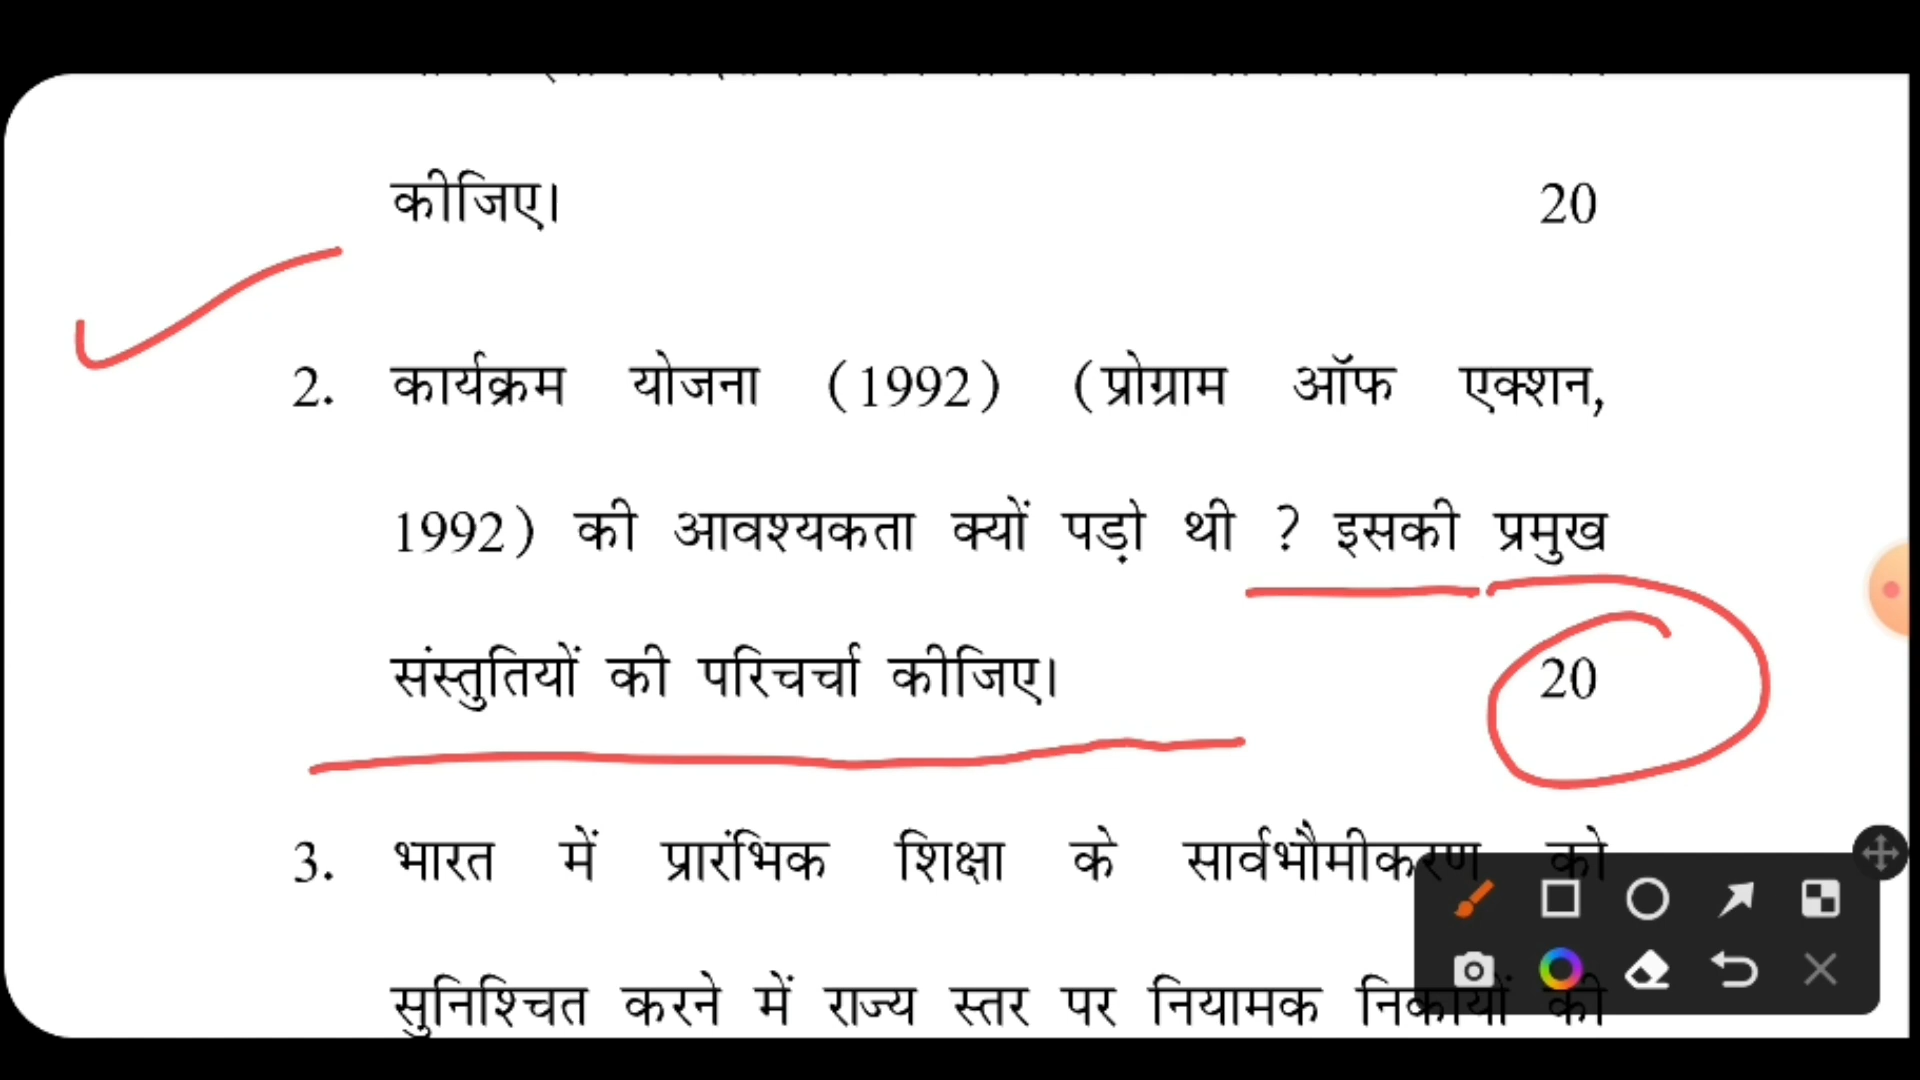 कीजिए। 20
2. कार्यक्रम योजना (1992) (प्रोग्राम ऑफ एक्शन,
1992) की आवश्यकता क्यों पड़ी थी ? इसकी प्रमुख
संस्तुतियों की परिचर्चा कीजिए। 20
3. भारत में प्रारंभिक शिक्षा के सार्वभौमीकरण को
सुनिश्चित करने में राज्य स्तर पर नियामक निकायों की